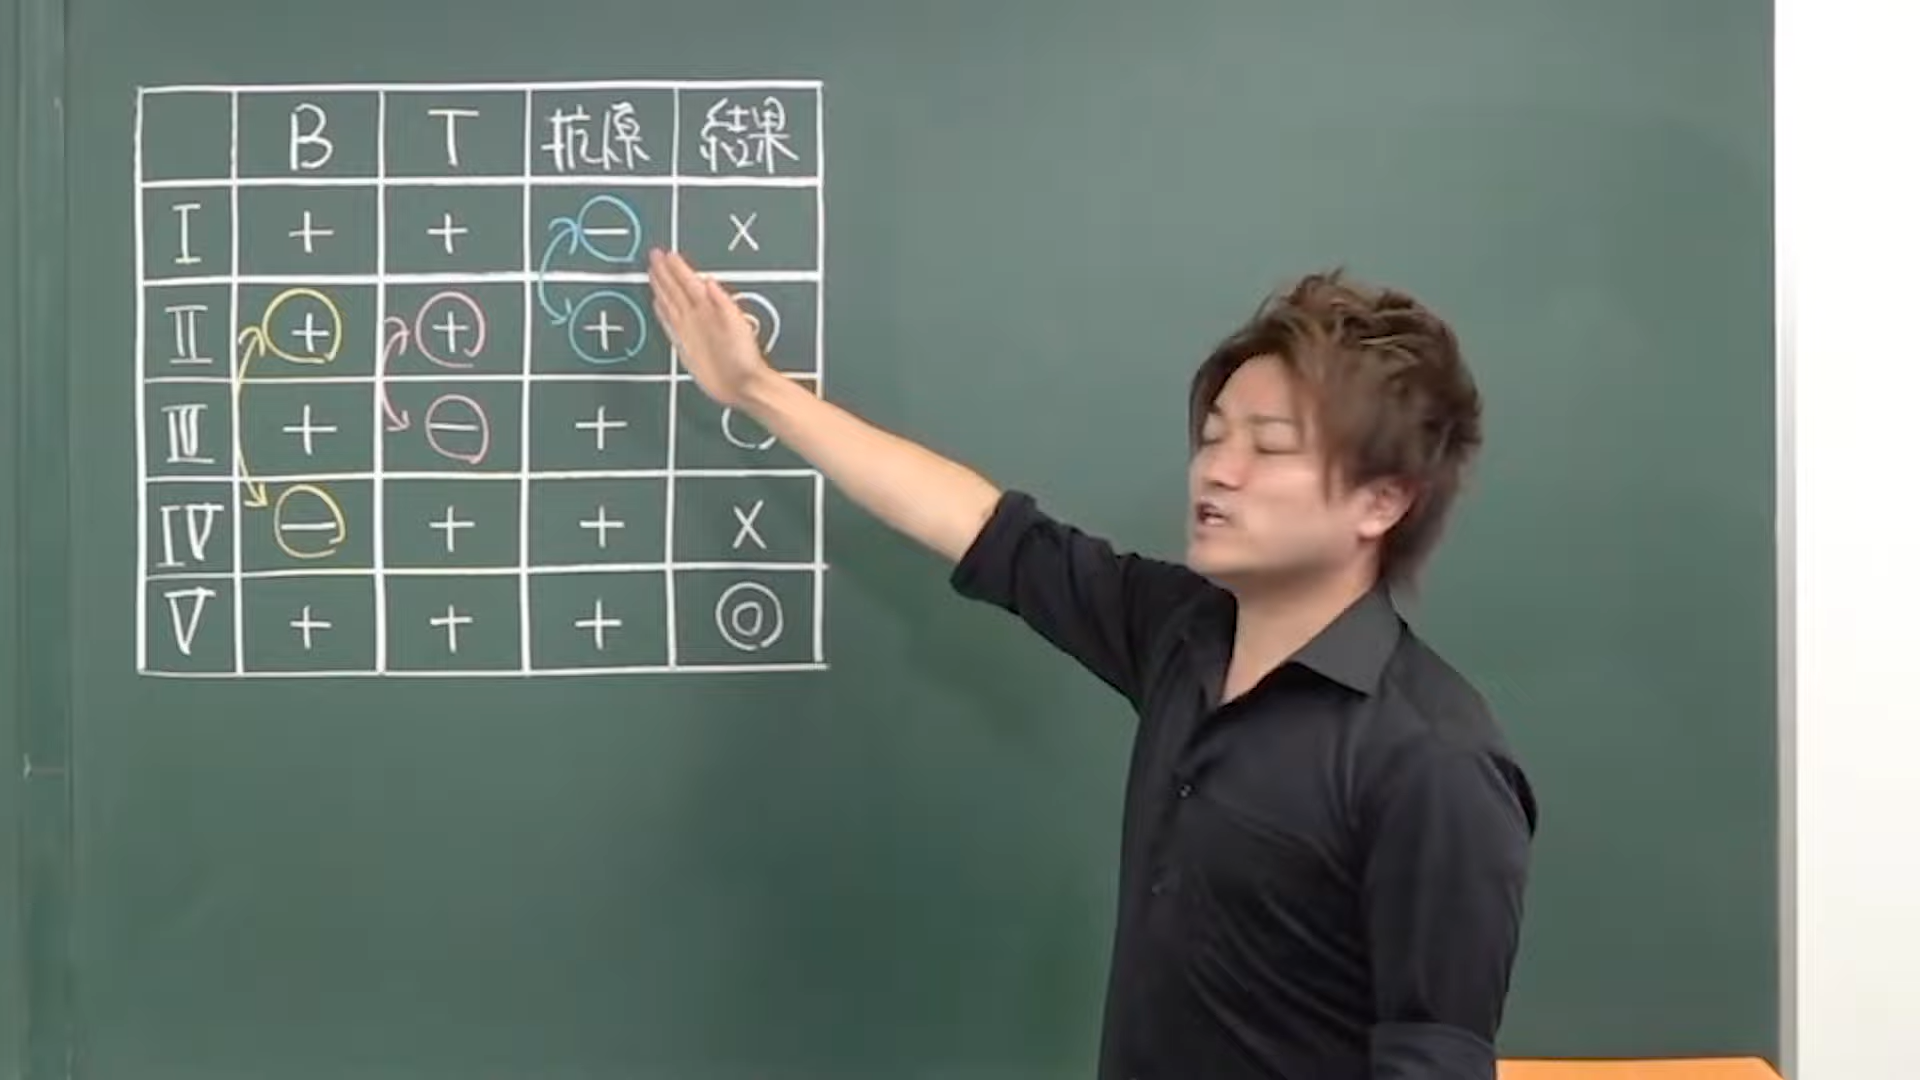 B T 抗原 結果
I + + − ×
II + + + ◎
III + − + ○
IV − + + ×
V + + + ◎